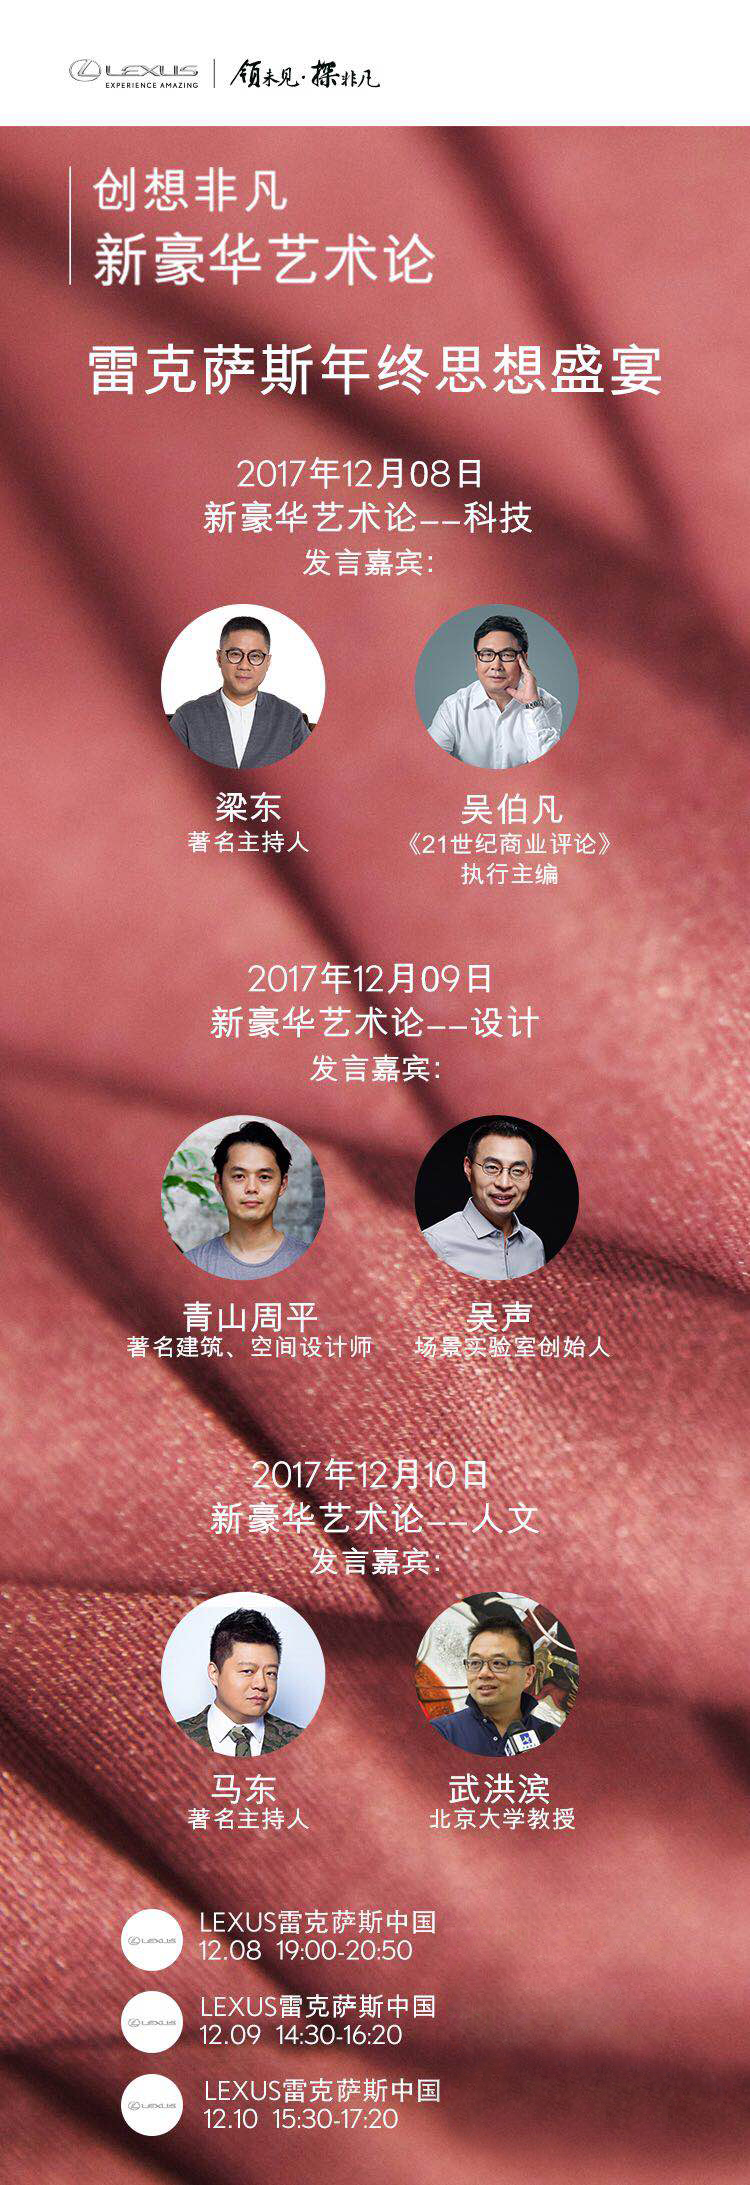 LEXUS
EXPERIENCE AMAZING
领未见·探非凡
创想非凡
新豪华艺术论
雷克萨斯年终思想盛宴
2017年12月08日
新豪华艺术论--科技
发言嘉宾:
梁东
著名主持人
吴伯凡
《21世纪商业评论》
执行主编
2017年12月09日
新豪华艺术论--设计
发言嘉宾:
青山周平
著名建筑、空间设计师
吴声
场景实验室创始人
2017年12月10日
新豪华艺术论--人文
发言嘉宾:
马东
著名主持人
武洪滨
北京大学教授
LEXUS
LEXUS雷克萨斯中国
12.08 19:00-20:50
LEXUS
LEXUS雷克萨斯中国
12.09 14:30-16:20
LEXUS
LEXUS雷克萨斯中国
12.10 15:30-17:20